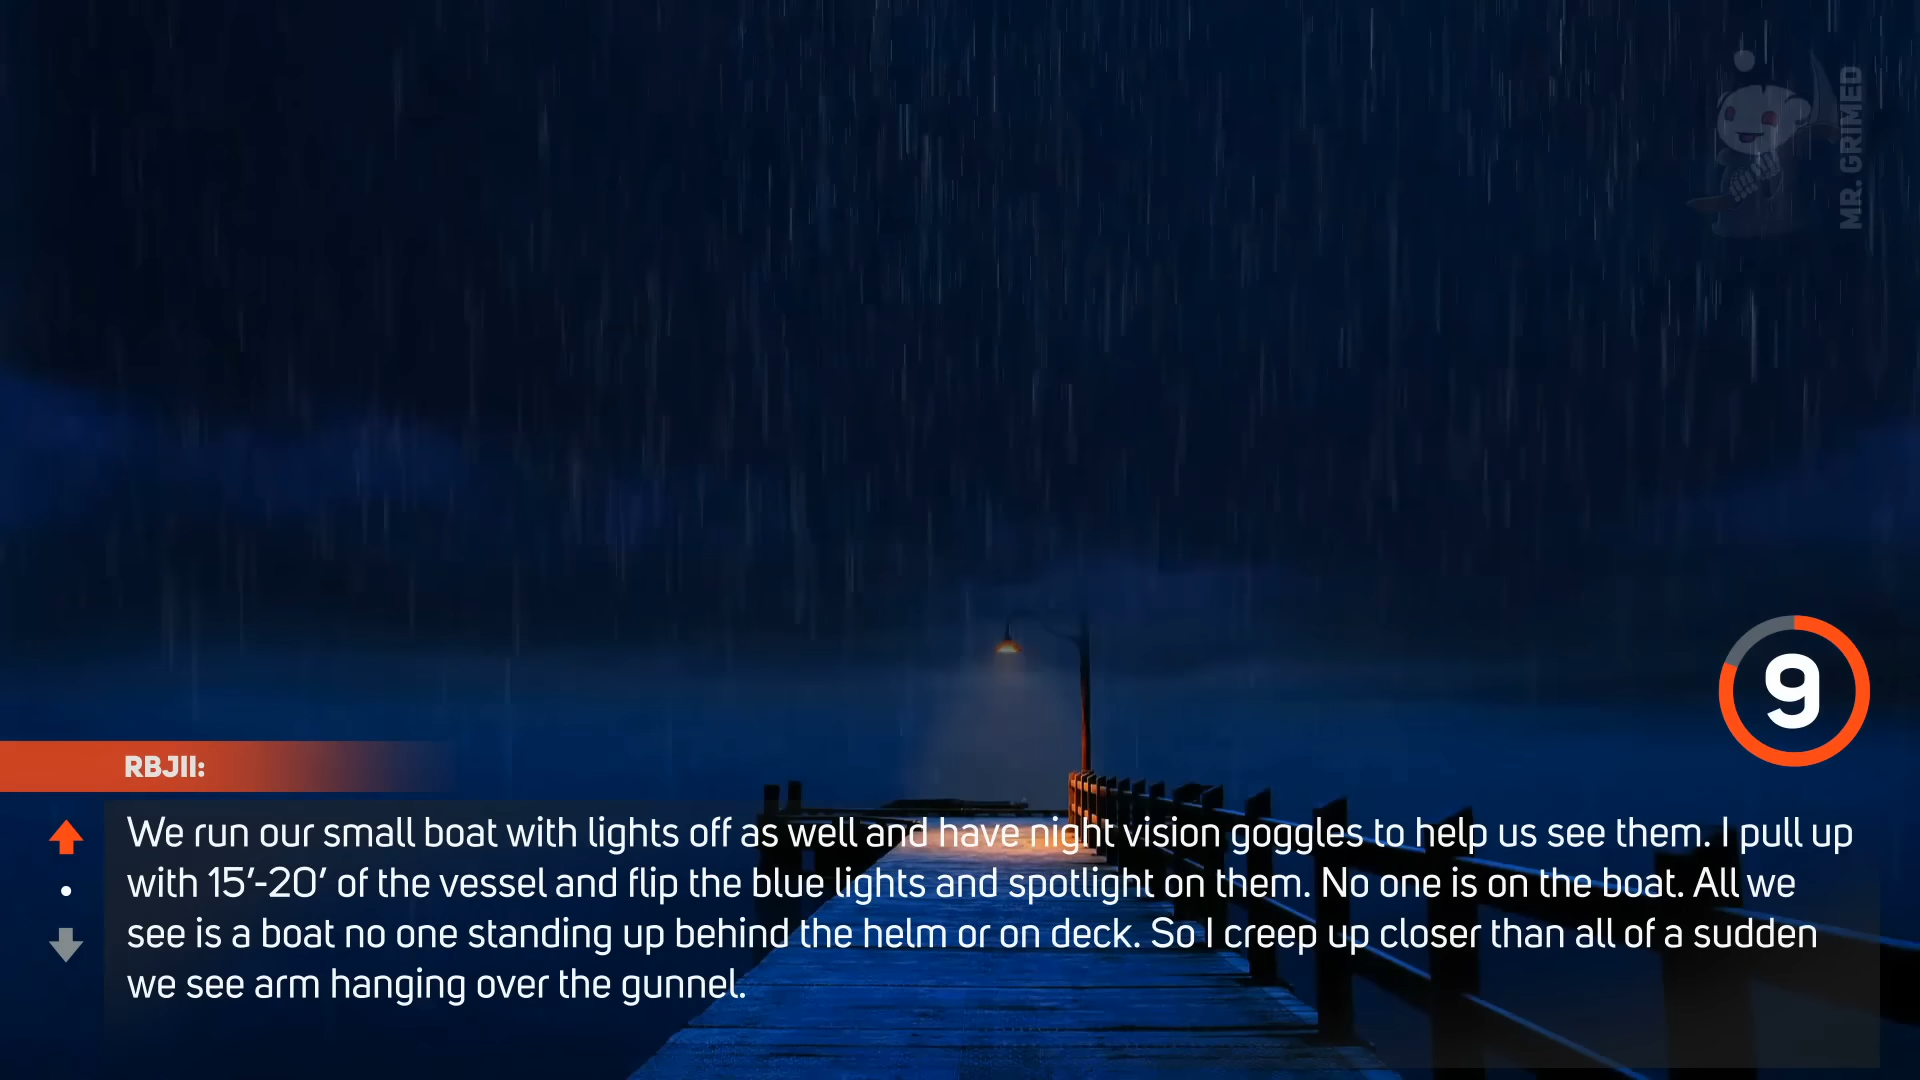 MR. GRIMED
9
RBJII:
We run our small boat with lights off as well and have night vision goggles to help us see them. I pull up
with 15'-20' of the vessel and flip the blue lights and spotlight on them. No one is on the boat. All we
see is a boat no one standing up behind the helm or on deck. So I creep up closer than all of a sudden
we see arm hanging over the gunnel.